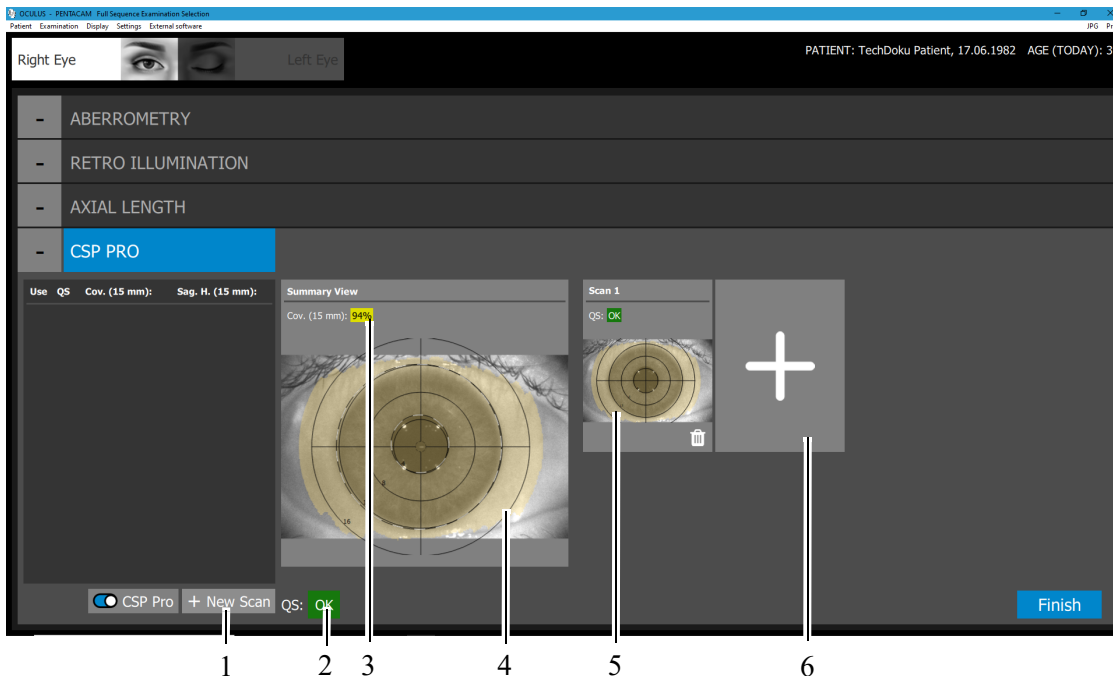 OCULUS - PENTACAM Full Sequence Examination Selection
Patient Examination Display Settings External software JPG
Right Eye
Left Eye
PATIENT: TechDoku Patient, 17.06.1982 AGE (TODAY): 3
- ABERROMETRY
- RETRO ILLUMINATION
- AXIAL LENGTH
- CSP PRO
Use QS Cov. (15 mm): Sag. H. (15 mm):
Summary View
Cov. (15 mm): 94%
8
16
Scan 1
QS: OK
CSP Pro
+ New Scan
QS: OK
Finish
1 2 3 4 5 6